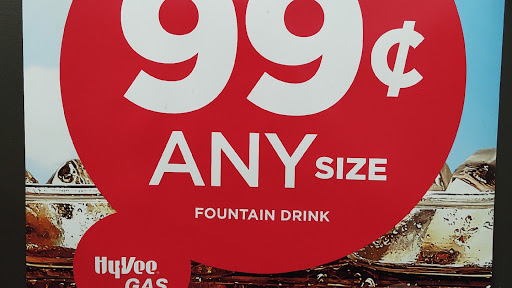 99¢
ANY SIZE
FOUNTAIN DRINK
HyVee
GAS